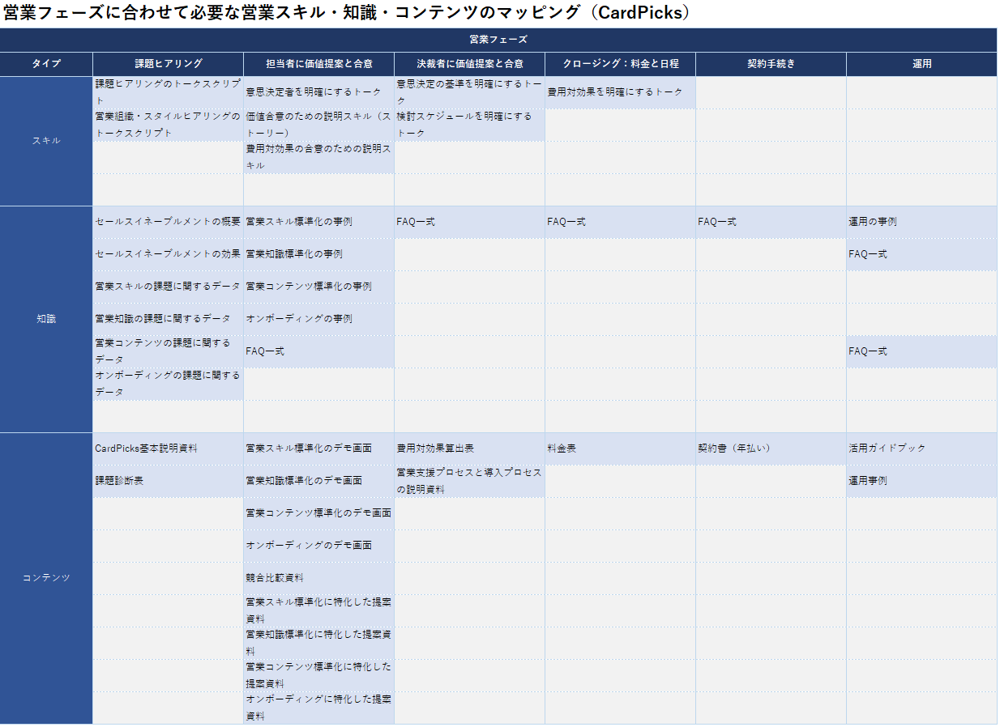 営業フェーズに合わせて必要な営業スキル・知識・コンテンツのマッピング（CardPicks）
営業フェーズ
タイプ
課題ヒアリング
担当者に価値提案と合意
決裁者に価値提案と合意
クロージング：料金と日程
契約手続き
運用
スキル
課題ヒアリングのトークスクリプ
ト
意思決定者を明確にするトーク
意思決定の基準を明確にするトー
ク
費用対効果を明確にするトーク
営業組織・スタイルヒアリングの
トークスクリプト
価値合意のための説明スキル（ス
トーリー）
検討スケジュールを明確にする
トーク
費用対効果の合意のための説明ス
キル
知識
セールスイネーブルメントの概要
営業スキル標準化の事例
FAQ一式
FAQ一式
FAQ一式
運用の事例
セールスイネーブルメントの効果
営業知識標準化の事例
FAQ一式
営業スキルの課題に関するデータ
営業コンテンツ標準化の事例
営業知識の課題に関するデータ
オンボーディングの事例
営業コンテンツの課題に関する
データ
FAQ一式
FAQ一式
オンボーディングの課題に関する
データ
コンテンツ
CardPicks基本説明資料
営業スキル標準化のデモ画面
費用対効果算出表
料金表
契約書（年払い）
活用ガイドブック
課題診断表
営業知識標準化のデモ画面
営業支援プロセスと導入プロセス
の説明資料
運用事例
営業コンテンツ標準化のデモ画面
オンボーディングのデモ画面
競合比較資料
営業スキル標準化に特化した提案
資料
営業知識標準化に特化した提案資
料
営業コンテンツ標準化に特化した
提案資料
オンボーディングに特化した提案
資料